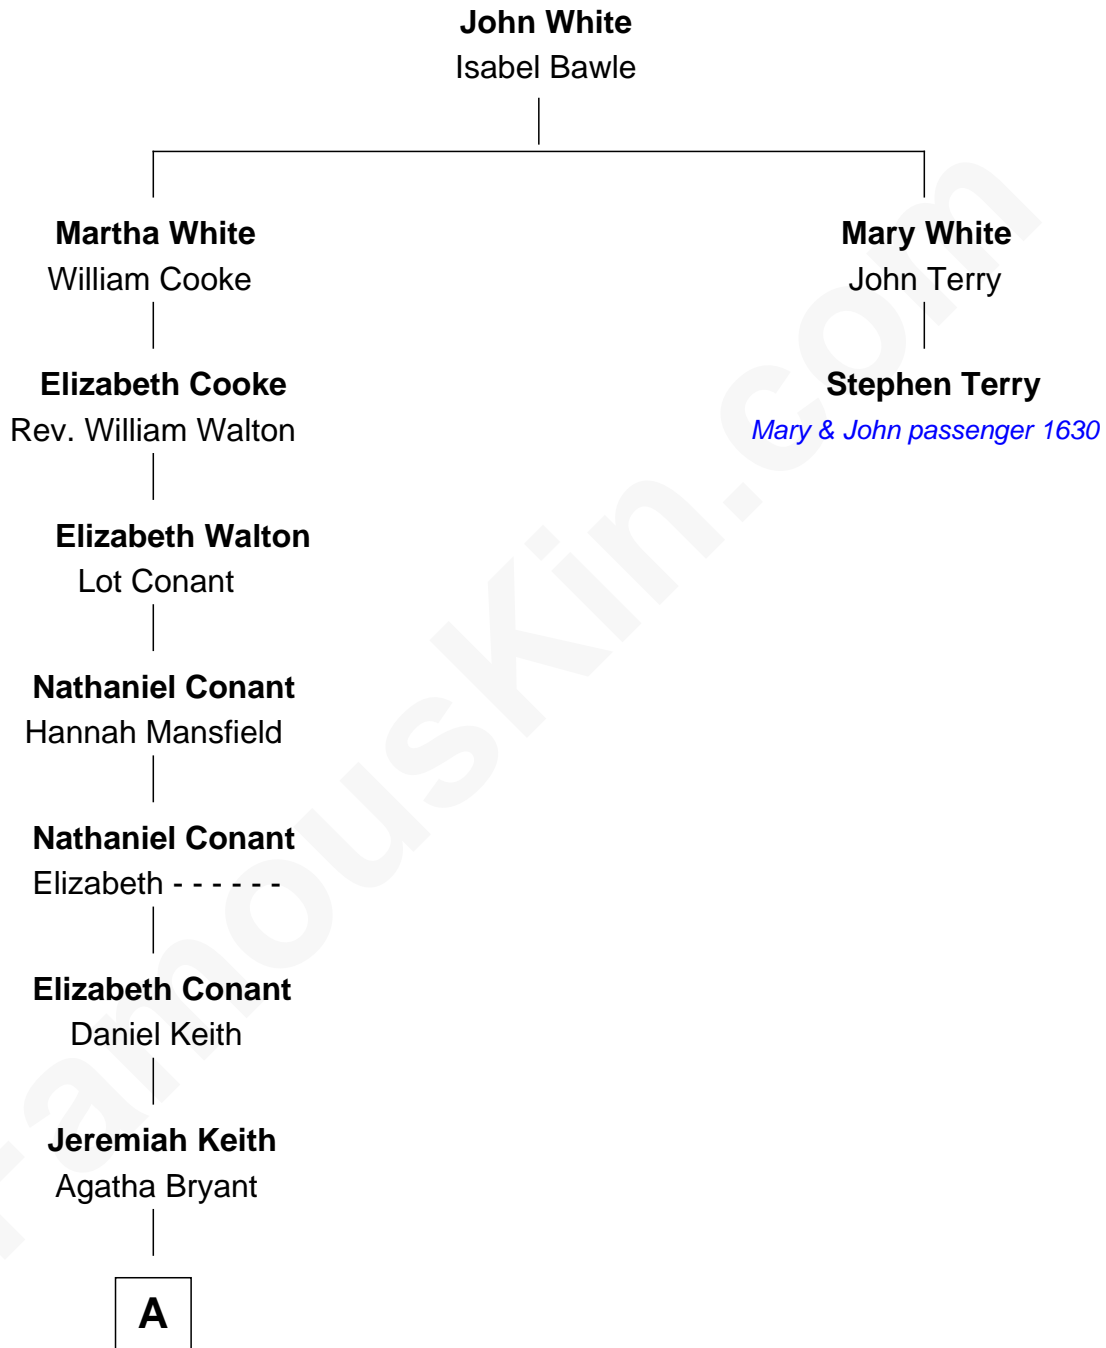 John White
Isabel Bawle
Martha White
William Cooke
Mary White
John Terry
Elizabeth Cooke
Rev. William Walton
Stephen Terry
Mary & John passenger 1630
Elizabeth Walton
Lot Conant
Nathaniel Conant
Hannah Mansfield
Nathaniel Conant
Elizabeth - - - - - -
Elizabeth Conant
Daniel Keith
Jeremiah Keith
Agatha Bryant
A
FamousKin.com